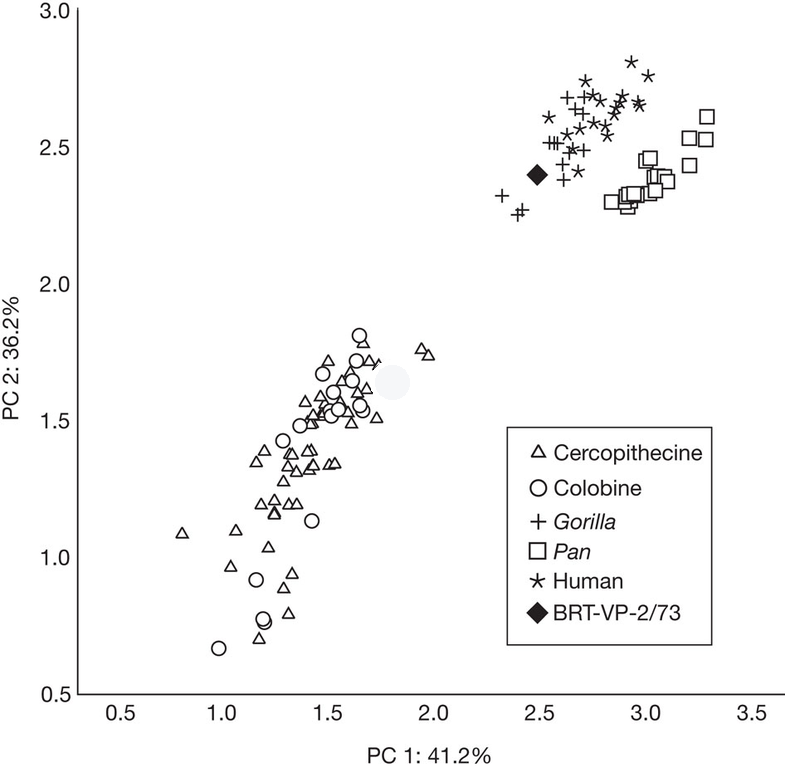 3.0
2.5
2.0
1.5
1.0
0.5
PC 2: 36.2%
Cercopithecine
Colobine
Gorilla
Pan
Human
BRT-VP-2/73
0.5 1.0 1.5 2.0 2.5 3.0 3.5
PC 1: 41.2%